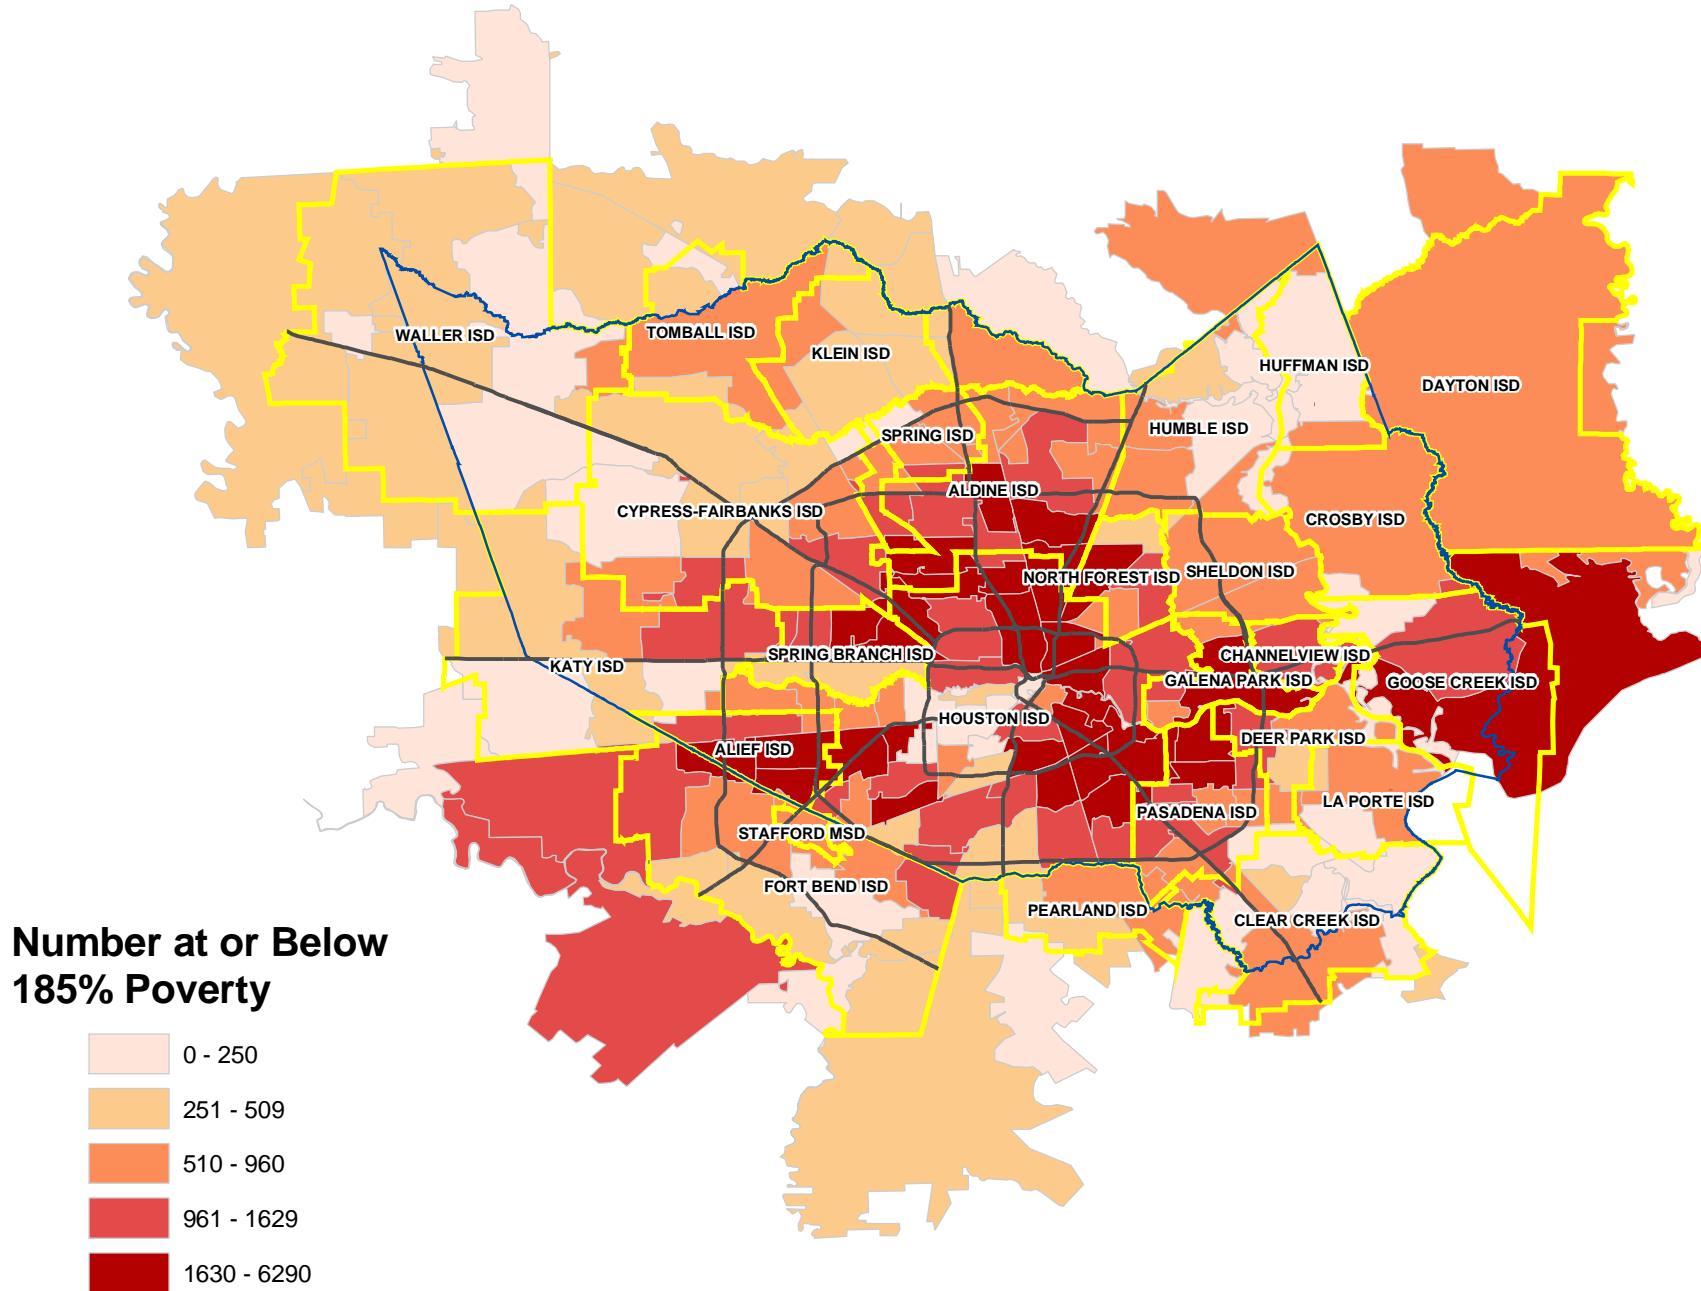 WALLER ISD
TOMBALL ISD
KLEIN ISD
HUFFMAN ISD
DAYTON ISD
SPRING ISD
HUMBLE ISD
ALDINE ISD
CYPRESS-FAIRBANKS ISD
CROSBY ISD
NORTH FOREST ISD
SHELDON ISD
SPRING BRANCH ISD
CHANNELVIEW ISD
KATY ISD
GALENA PARK ISD
GOOSE CREEK ISD
HOUSTON ISD
ALIEF ISD
DEER PARK ISD
LA PORTE ISD
PASADENA ISD
STAFFORD MSD
FORT BEND ISD
PEARLAND ISD
CLEAR CREEK ISD
Number at or Below
185% Poverty
0 - 250
251 - 509
510 - 960
961 - 1629
1630 - 6290